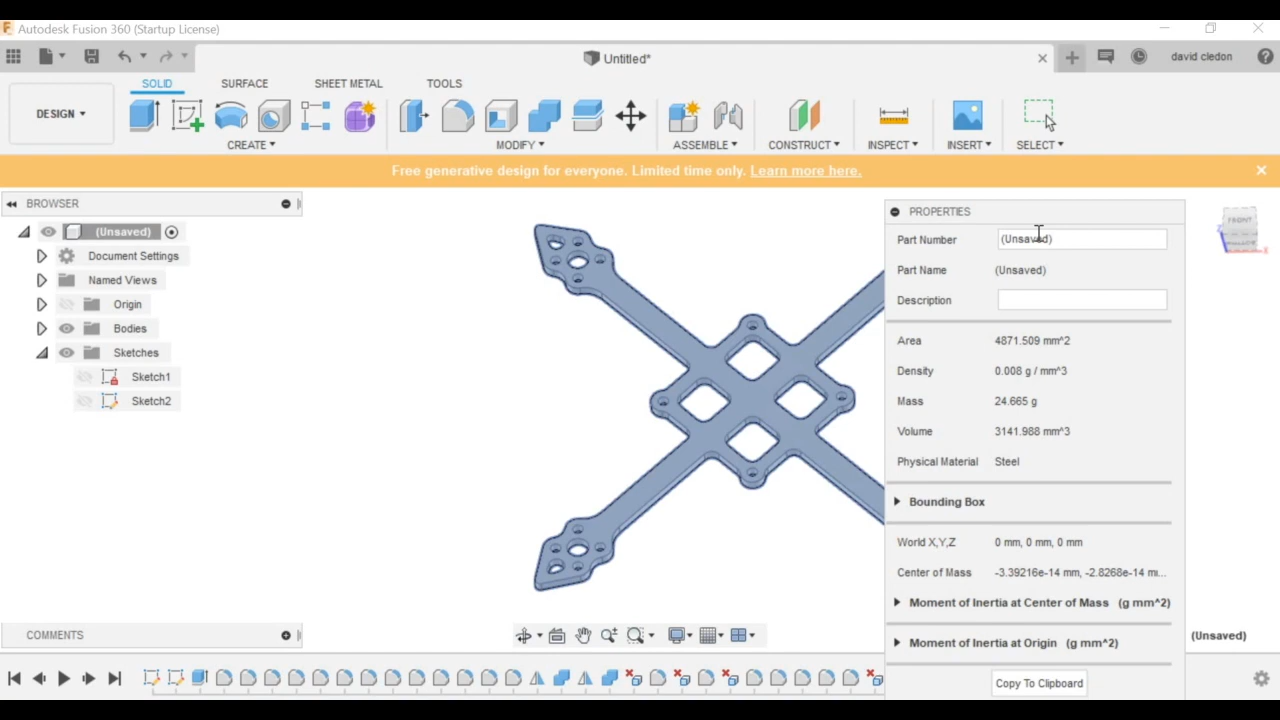 Autodesk Fusion 360 (Startup License)
Untitled*
david cledon
DESIGN
SOLID SURFACE SHEET METAL TOOLS
CREATE MODIFY ASSEMBLE CONSTRUCT INSPECT INSERT SELECT
Free generative design for everyone. Limited time only. Learn more here.
BROWSER
(Unsaved)
Document Settings
Named Views
Origin
Bodies
Sketches
Sketch1
Sketch2
PROPERTIES
Part Number (Unsaved)
Part Name (Unsaved)
Description
Area 4871.509 mm^2
Density 0.008 g / mm^3
Mass 24.665 g
Volume 3141.988 mm^3
Physical Material Steel
Bounding Box
World X,Y,Z 0 mm, 0 mm, 0 mm
Center of Mass -3.39216e-14 mm, -2.8268e-14 m...
Moment of Inertia at Center of Mass (g mm^2)
Moment of Inertia at Origin (g mm^2)
Copy To Clipboard
FRONT
COMMENTS
(Unsaved)